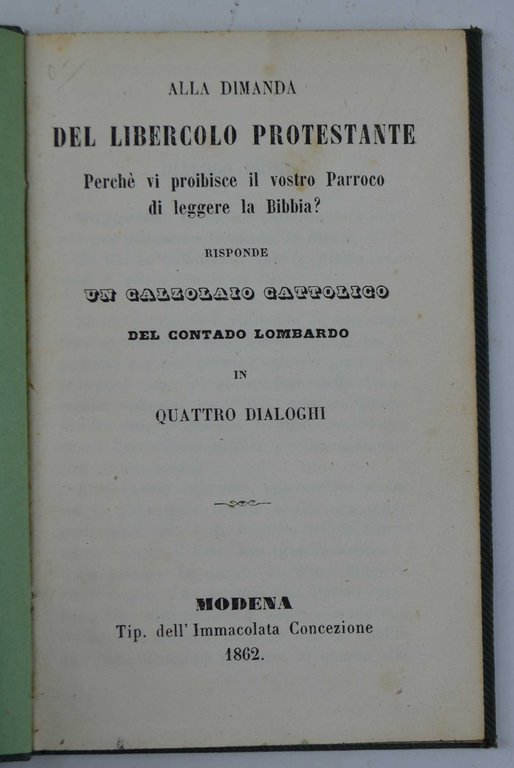 ALLA DIMANDA
DEL LIBERCOLO PROTESTANTE
Perchè vi proibisce il vostro Parroco
di leggere la Bibbia?
RISPONDE
UN CALZOLAIO CATTOLICO
DEL CONTADO LOMBARDO
IN
QUATTRO DIALOGHI
MODENA
Tip. dell' Immacolata Concezione
1862.